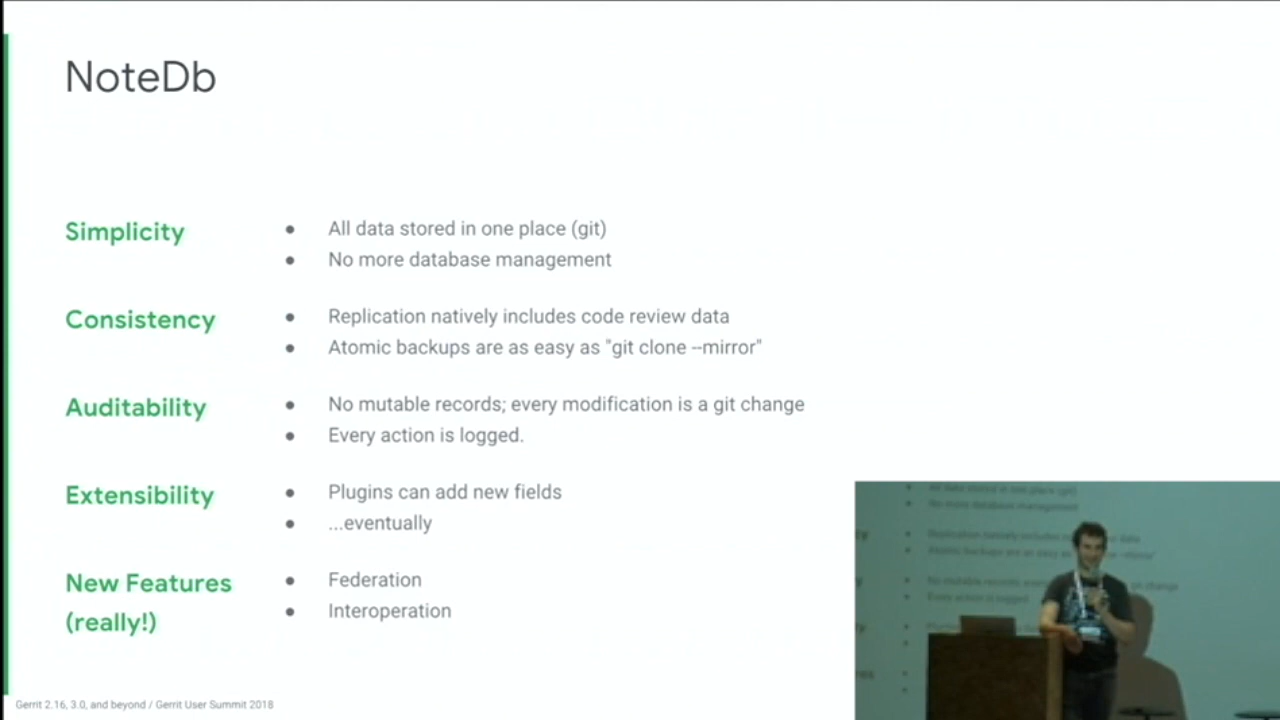 NoteDb
Simplicity
● All data stored in one place (git)
● No more database management
Consistency
● Replication natively includes code review data
● Atomic backups are as easy as "git clone --mirror"
Auditability
● No mutable records; every modification is a git change
● Every action is logged.
Extensibility
● Plugins can add new fields
● ...eventually
New Features
(really!)
● Federation
● Interoperation
Gerrit 2.16, 3.0, and beyond / Gerrit User Summit 2018